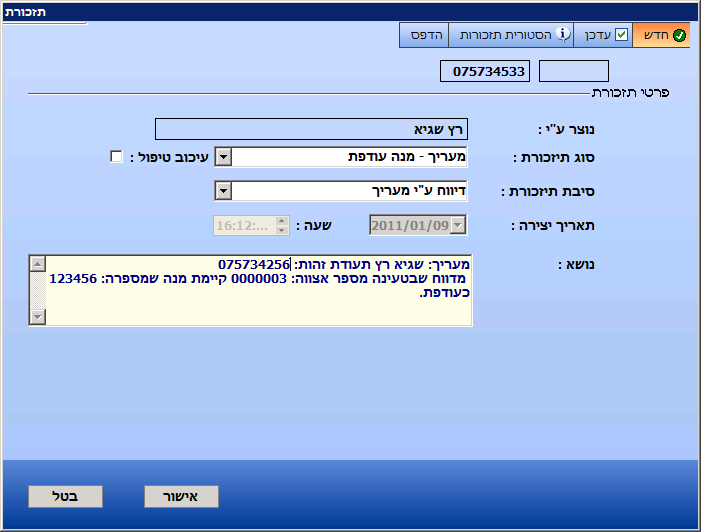 תזכורת
חדש
עדכן
הסטורית תזכורות
הדפס
075734533
פרטי תזכורת
נוצר ע"י :
רץ שגיא
סוג תיזכורת :
מעריך - מנה עודפת
עיכוב טיפול :
סיבת תיזכורת :
דיווח ע"י מעריך
תאריך יצירה :
2011/01/09
שעה :
16:12:...
נושא :
מעריך: שגיא רץ תעודת זהות: 075734256
מדווח שבטעינה מספר אצווה: 0000003 קיימת מנה שמספרה: 123456
כעודפת.
אישור
בטל